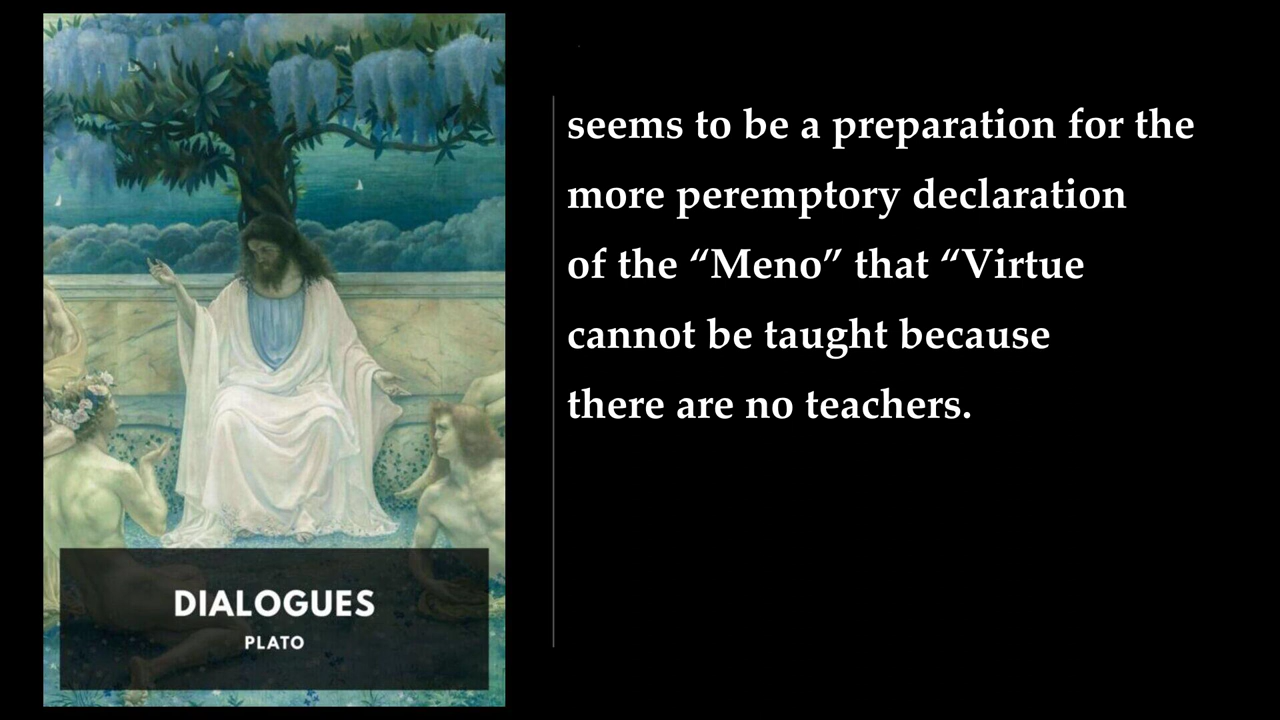 DIALOGUES
PLATO
seems to be a preparation for the
more peremptory declaration
of the “Meno” that “Virtue
cannot be taught because
there are no teachers.